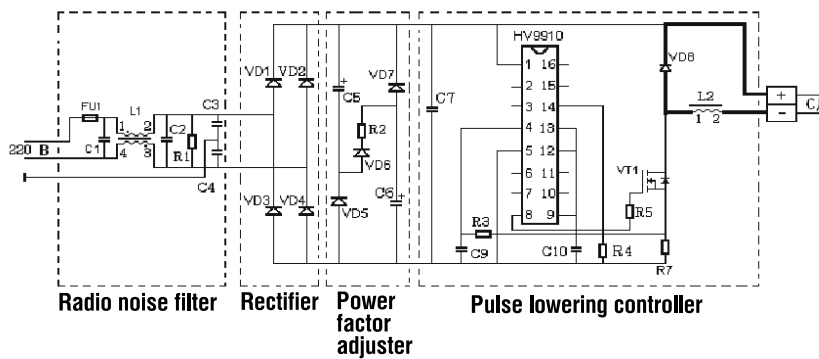 HV9910
VD1
VD2
VD7
VD8
C5
C7
1 16
2 15
3 14
4 13
5 12
6 11
7 10
8 9
L2
1 2
+
-
FU1
L1
C3
1 2
C2
R2
220 В
C1
4 3
R1
VD6
C4
VT1
VD3
VD4
VD5
C6
+
R5
R3
C9
C10
R4
R7
Radio noise filter
Rectifier
Power
factor
adjuster
Pulse lowering controller